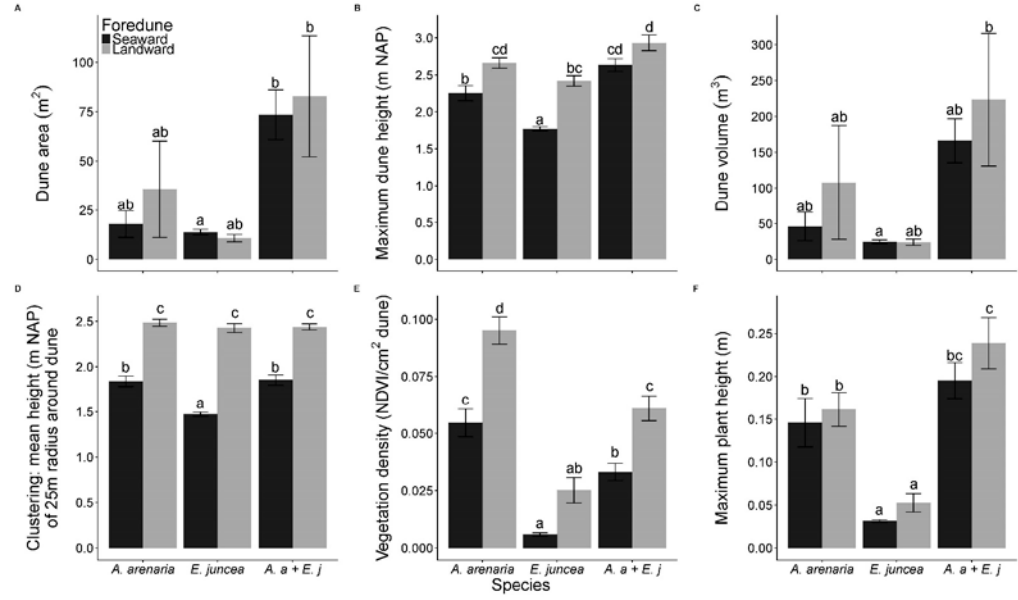 A
Foredune
Seaward
Landward
Dune area (m²)
100
75
50
25
0
ab
ab
a
ab
b
b
B
Maximum dune height (m NAP)
3.0
2.5
2.0
1.5
1.0
0.5
0.0
b
cd
a
bc
cd
d
C
Dune volume (m³)
300
250
200
150
100
50
0
ab
ab
a
ab
ab
b
D
Clustering: mean height (m NAP)
of 25m radius around dune
2.5
2.0
1.5
1.0
0.5
0.0
b
c
a
c
b
c
A. arenaria E. juncea A. a + E. j
E
Vegetation density (NDVI/cm² dune)
0.100
0.075
0.050
0.025
0.000
c
d
a
ab
b
c
A. arenaria E. juncea A. a + E. j
Species
F
Maximum plant height (m)
0.25
0.20
0.15
0.10
0.05
0.00
b
b
a
a
bc
c
A. arenaria E. juncea A. a + E. j